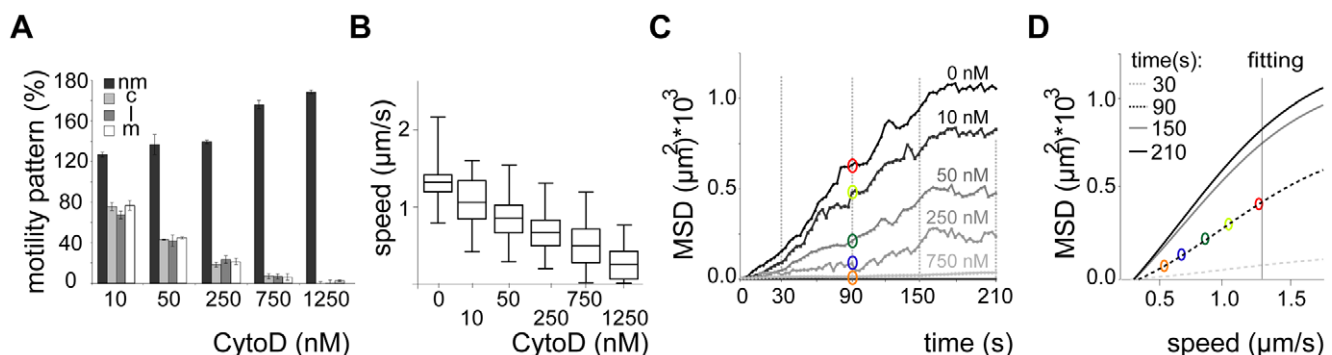 A
motility pattern (%)
180
160
120
80
40
0
nm
c
l
m
10 50 250 750 1250
CytoD (nM)
B
speed (µm/s)
2
1
0
0 50 750
10 250 1250
CytoD (nM)
C
MSD (µm²)*10³
1.0
0.5
0
0 nM
10 nM
50 nM
250 nM
750 nM
0 30 90 150 210
time (s)
D
MSD (µm²)*10³
1.0
0.5
0
time(s):
30
90
150
210
fitting
0.5 1.0 1.5
speed (µm/s)